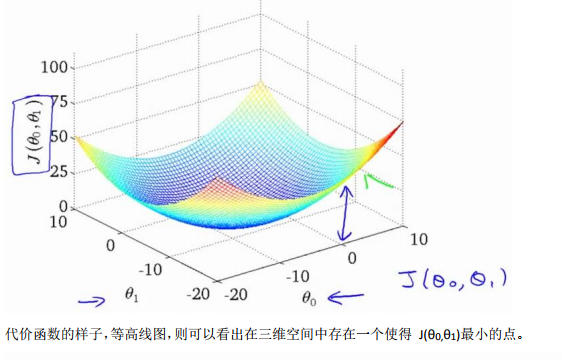 100
75
50
25
0
J(θ₀,θ₁)
10
0
-10
-20
θ₁
-20
-10
0
10
θ₀
J(θ₀,θ₁)
代价函数的样子，等高线图，则可以看出在三维空间中存在一个使得 J(θ₀,θ₁)最小的点。